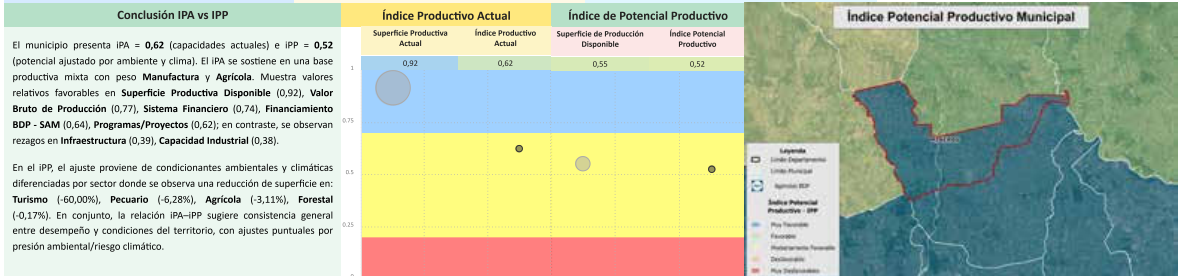 Conclusión IPA vs IPP
El municipio presenta iPA = 0,62 (capacidades actuales) e iPP = 0,52
(potencial ajustado por ambiente y clima). El iPA se sostiene en una base
productiva mixta con peso Manufactura y Agrícola. Muestra valores
relativos favorables en Superficie Productiva Disponible (0,92), Valor
Bruto de Producción (0,77), Sistema Financiero (0,74), Financiamiento
BDP - SAM (0,64), Programas/Proyectos (0,62); en contraste, se observan
rezagos en Infraestructura (0,39), Capacidad Industrial (0,38).
En el iPP, el ajuste proviene de condicionantes ambientales y climáticas
diferenciadas por sector donde se observa una reducción de superficie en:
Turismo (-60,00%), Pecuario (-6,28%), Agrícola (-3,11%), Forestal
(-0,17%). En conjunto, la relación iPA–iPP sugiere consistencia general
entre desempeño y condiciones del territorio, con ajustes puntuales por
presión ambiental/riesgo climático.
Índice Productivo Actual
Índice de Potencial Productivo
Superficie Productiva Actual
Índice Productivo Actual
Superficie de Producción Disponible
Índice Potencial Productivo
0,92
0,62
0,55
0,52
1
0.75
0.5
0.25
0
Índice Potencial Productivo Municipal
Leyenda
Limite Departamento
Limite Municipal
Agencias BDP
Índice Potencial
Productivo - IPP
Muy Favorable
Favorable
Medianamente Favorable
Desfavorable
Muy Desfavorable